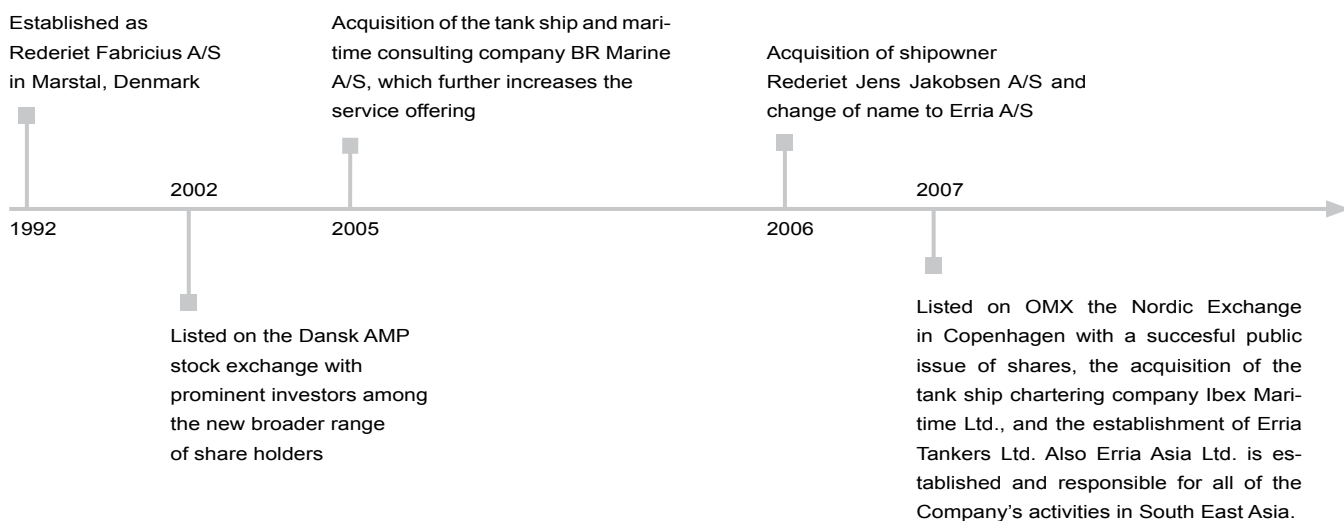 Established as
Rederiet Fabricius A/S
in Marstal, Denmark
1992
2002
Listed on the Dansk AMP
stock exchange with
prominent investors among
the new broader range
of share holders
Acquisition of the tank ship and mari-
time consulting company BR Marine
A/S, which further increases the
service offering
2005
Acquisition of shipowner
Rederiet Jens Jakobsen A/S and
change of name to Erria A/S
2006
2007
Listed on OMX the Nordic Exchange
in Copenhagen with a succesful public
issue of shares, the acquisition of the
tank ship chartering company Ibex Mari-
time Ltd., and the establishment of Erria
Tankers Ltd. Also Erria Asia Ltd. is es-
tablished and responsible for all of the
Company's activities in South East Asia.